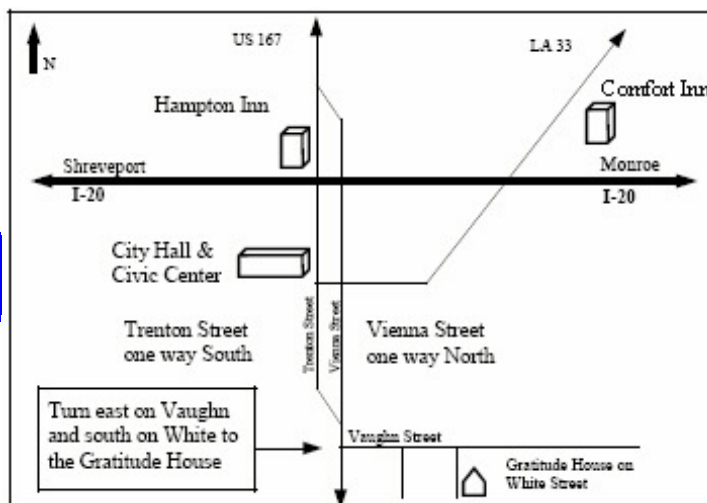 US 167
LA 33
N
Comfort Inn
Hampton Inn
Shreveport
Monroe
I-20
I-20
City Hall &
Civic Center
Trenton Street
Vienna Street
Trenton Street
one way South
Vienna Street
one way North
Turn east on Vaughn
and south on White to
the Gratitude House
Vaughn Street
Gratitude House on
White Street